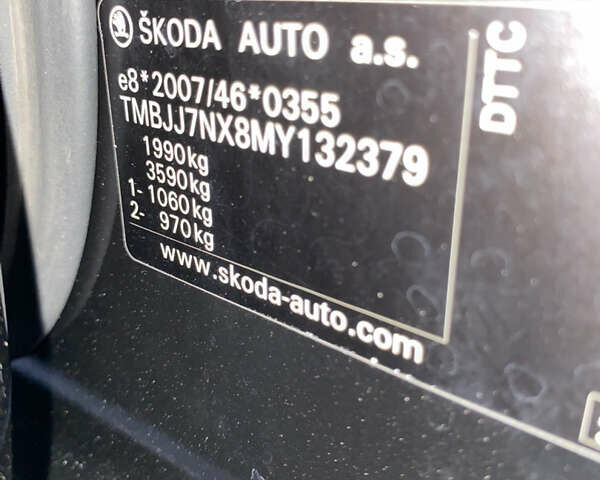 ŠKODA AUTO a.s.
e8*2007/46*0355
TMBJJ7NX8MY132379
1990kg
3590kg
1- 1060kg
2- 970kg
www.skoda-auto.com
DTTC